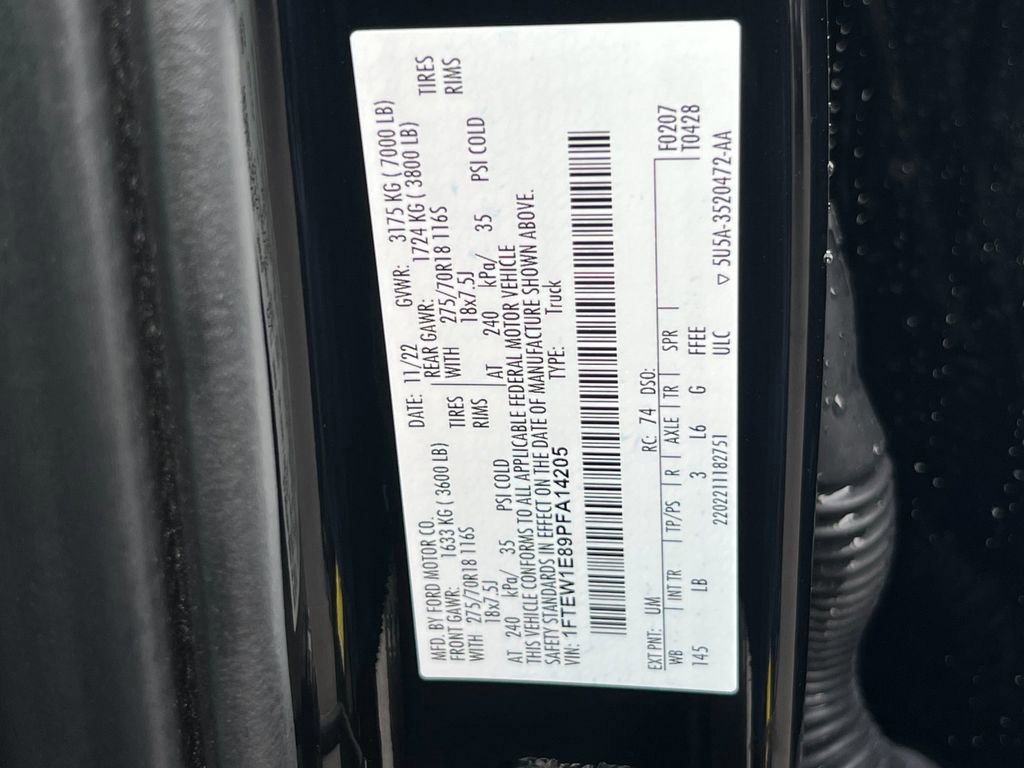 MFD. BY FORD MOTOR CO.
DATE: 11/22 GVWR: 3175 KG ( 7000 LB)
FRONT GAWR: 1633 KG ( 3600 LB) REAR GAWR: 1724 KG ( 3800 LB)
WITH 275/70R18 116S TIRES WITH 275/70R18 116S TIRES
18x7.5J RIMS 18x7.5J RIMS
AT 240 kPa/ 35 PSI COLD AT 240 kPa/ 35 PSI COLD
THIS VEHICLE CONFORMS TO ALL APPLICABLE FEDERAL MOTOR VEHICLE
SAFETY STANDARDS IN EFFECT ON THE DATE OF MANUFACTURE SHOWN ABOVE.
VIN: 1FTEW1E89PFA14205 TYPE: Truck
EXT PNT: UM RC: 74 DSO: F0207
WB INT TR TP/PS R AXLE TR SPR T0428
145 LB 3 L6 G FFEE
2202211182751 ULC ▽ 5U5A-3520472-AA